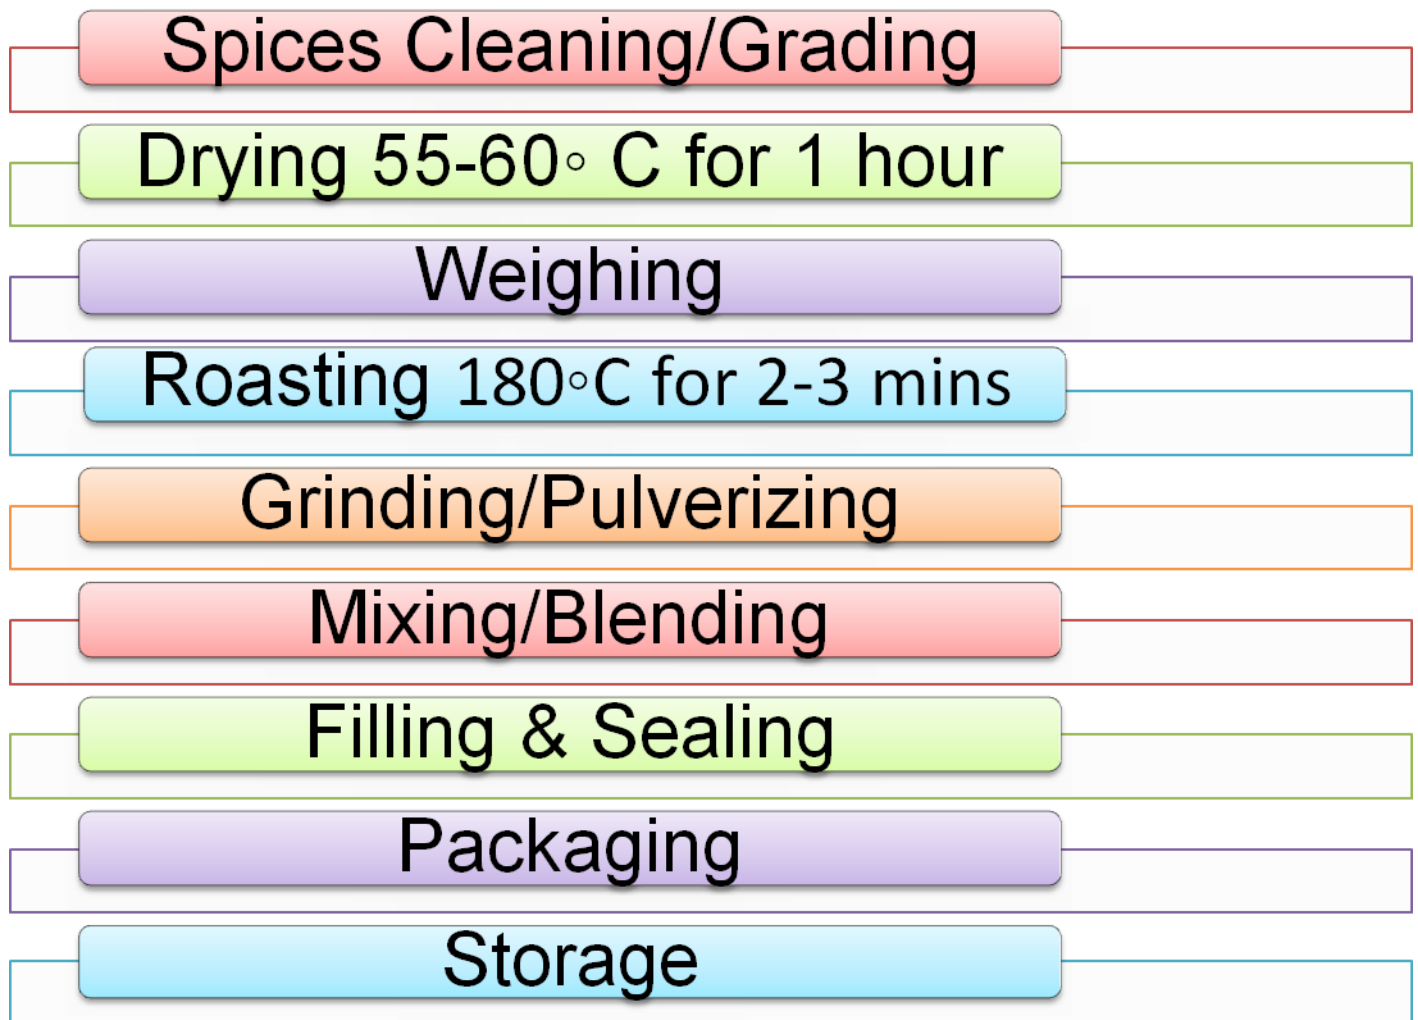 Spices Cleaning/Grading
Drying 55-60◦ C for 1 hour
Weighing
Roasting 180◦C for 2-3 mins
Grinding/Pulverizing
Mixing/Blending
Filling & Sealing
Packaging
Storage